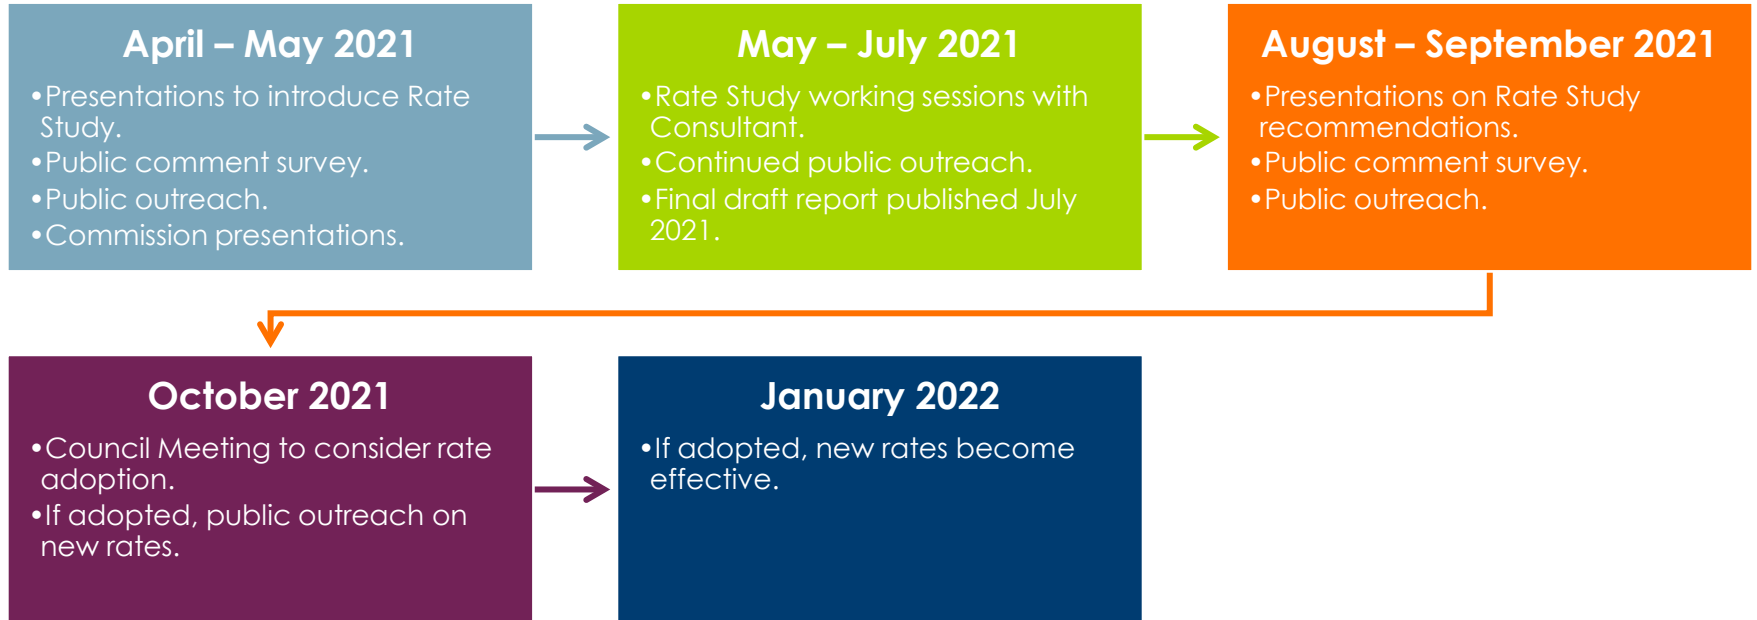 April – May 2021
•Presentations to introduce Rate
Study.
•Public comment survey.
•Public outreach.
•Commission presentations.
May – July 2021
•Rate Study working sessions with
Consultant.
•Continued public outreach.
•Final draft report published July
2021.
August – September 2021
•Presentations on Rate Study
recommendations.
•Public comment survey.
•Public outreach.
October 2021
•Council Meeting to consider rate
adoption.
•If adopted, public outreach on
new rates.
January 2022
•If adopted, new rates become
effective.